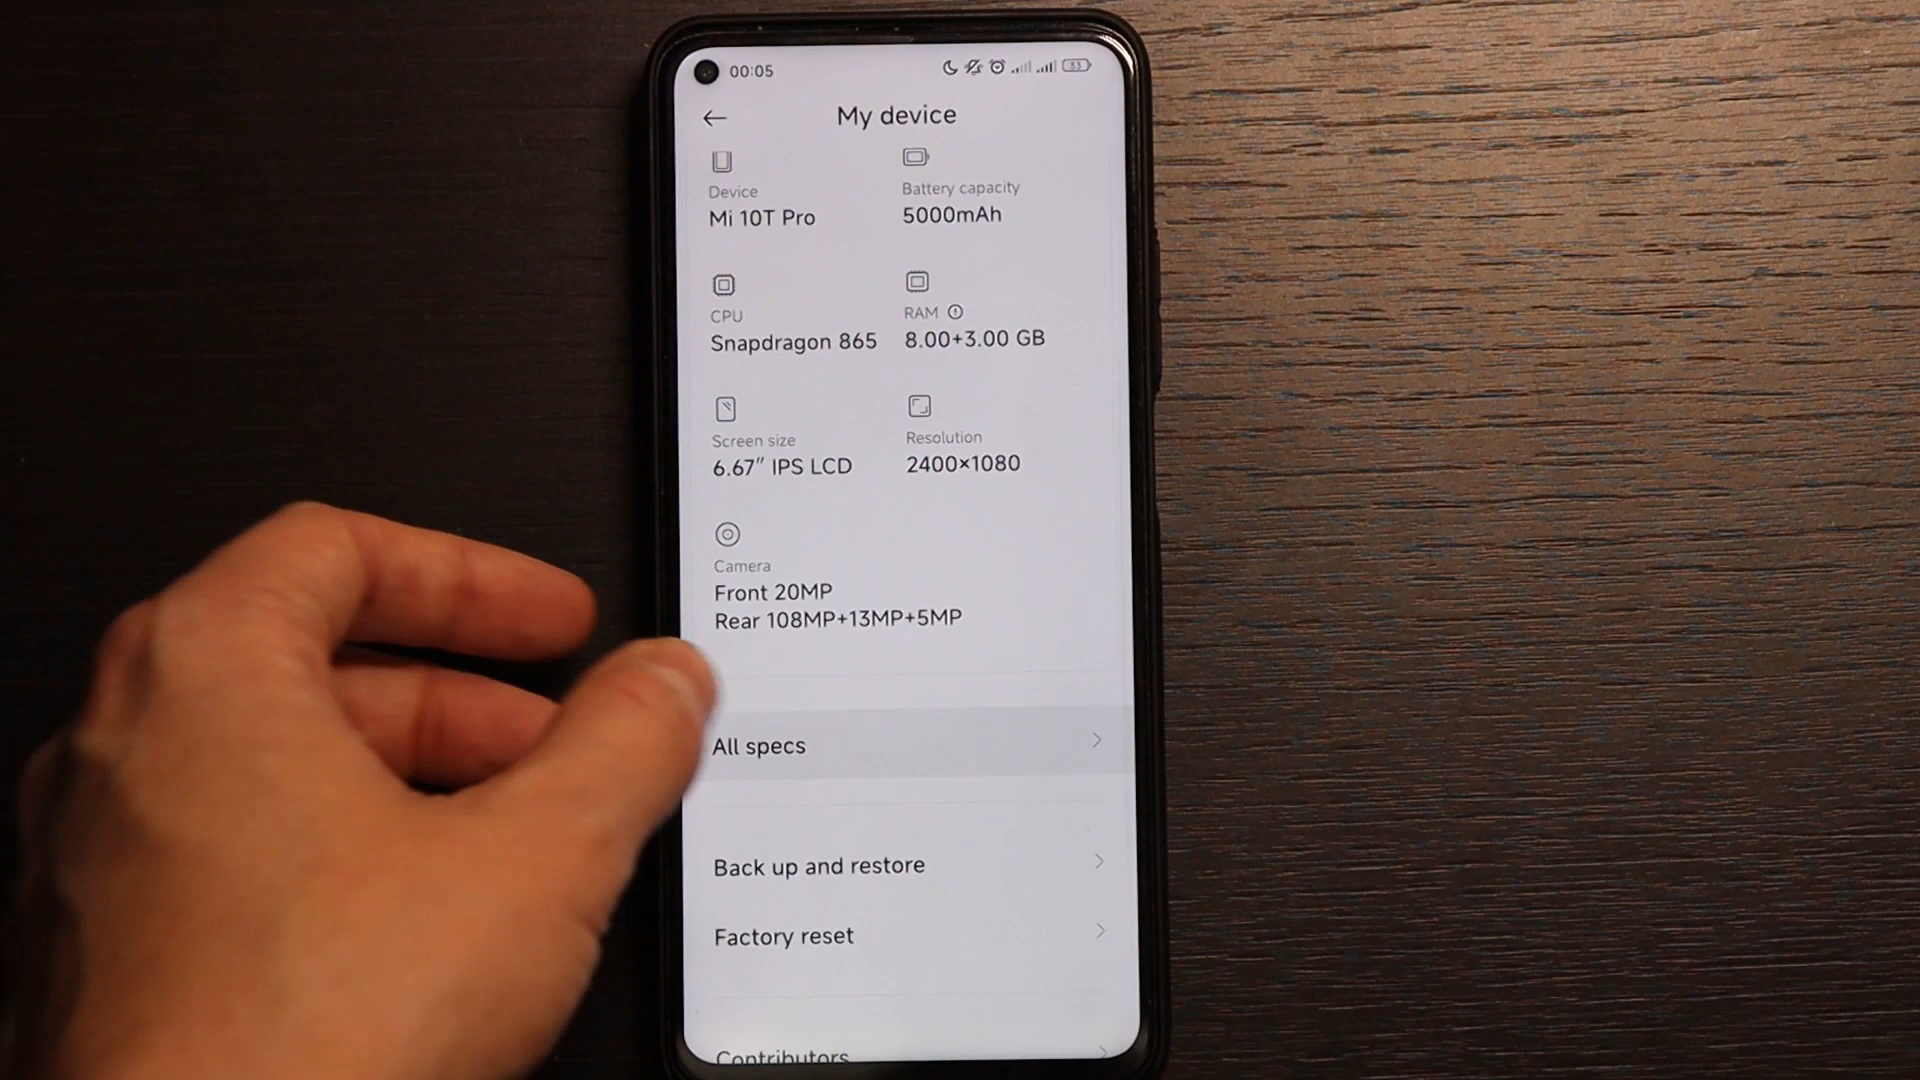 00:05
33
My device
Device
Mi 10T Pro
Battery capacity
5000mAh
CPU
Snapdragon 865
RAM
8.00+3.00 GB
Screen size
6.67" IPS LCD
Resolution
2400×1080
Camera
Front 20MP
Rear 108MP+13MP+5MP
All specs
Back up and restore
Factory reset
Contributors